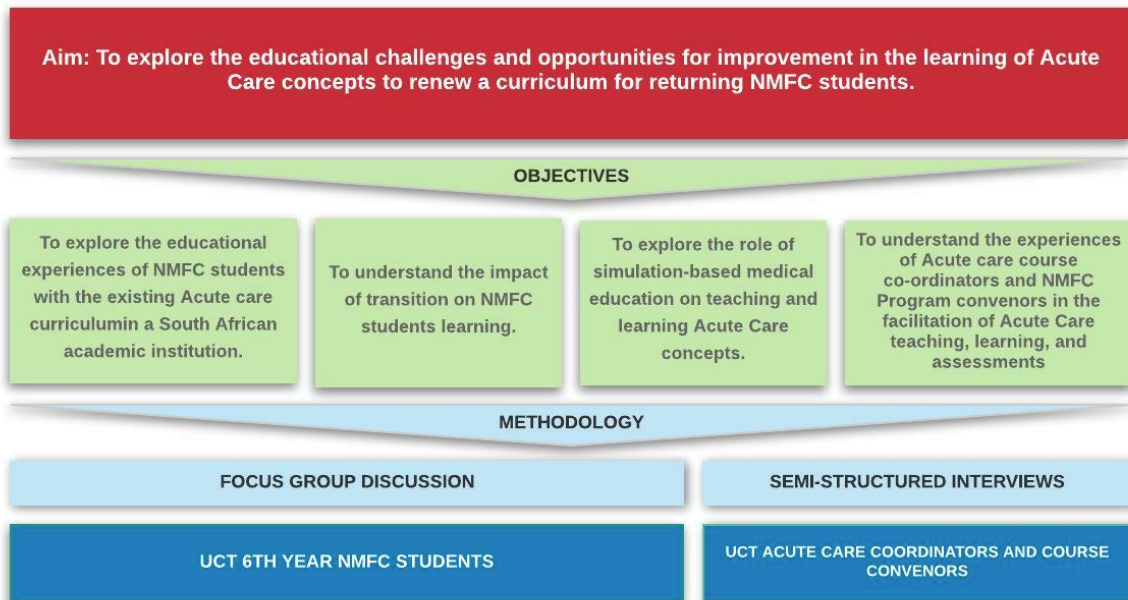 Aim: To explore the educational challenges and opportunities for improvement in the learning of Acute
Care concepts to renew a curriculum for returning NMFC students.
OBJECTIVES
To explore the educational
experiences of NMFC students
with the existing Acute care
curriculumin a South African
academic institution.
To understand the impact
of transition on NMFC
students learning.
To explore the role of
simulation-based medical
education on teaching and
learning Acute Care
concepts.
To understand the experiences
of Acute care course
co-ordinators and NMFC
Program convenors in the
facilitation of Acute Care
teaching, learning, and
assessments
METHODOLOGY
FOCUS GROUP DISCUSSION
SEMI-STRUCTURED INTERVIEWS
UCT 6TH YEAR NMFC STUDENTS
UCT ACUTE CARE COORDINATORS AND COURSE
CONVENORS